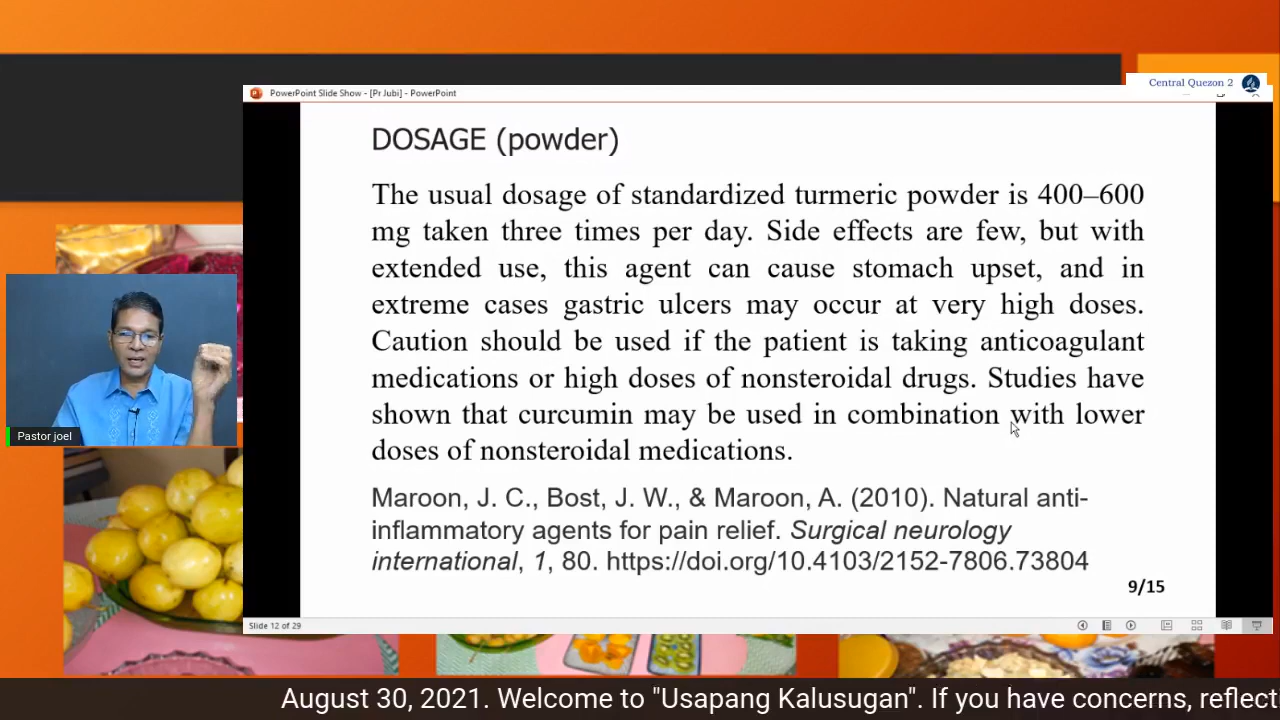 Central Quezon 2
PowerPoint Slide Show - [Pr Jubi] - PowerPoint
DOSAGE (powder)
The usual dosage of standardized turmeric powder is 400–600
mg taken three times per day. Side effects are few, but with
extended use, this agent can cause stomach upset, and in
extreme cases gastric ulcers may occur at very high doses.
Caution should be used if the patient is taking anticoagulant
medications or high doses of nonsteroidal drugs. Studies have
shown that curcumin may be used in combination with lower
doses of nonsteroidal medications.
Maroon, J. C., Bost, J. W., & Maroon, A. (2010). Natural anti-
inflammatory agents for pain relief. Surgical neurology
international, 1, 80. https://doi.org/10.4103/2152-7806.73804
9/15
Pastor joel
Slide 12 of 29
August 30, 2021. Welcome to "Usapang Kalusugan". If you have concerns, reflect